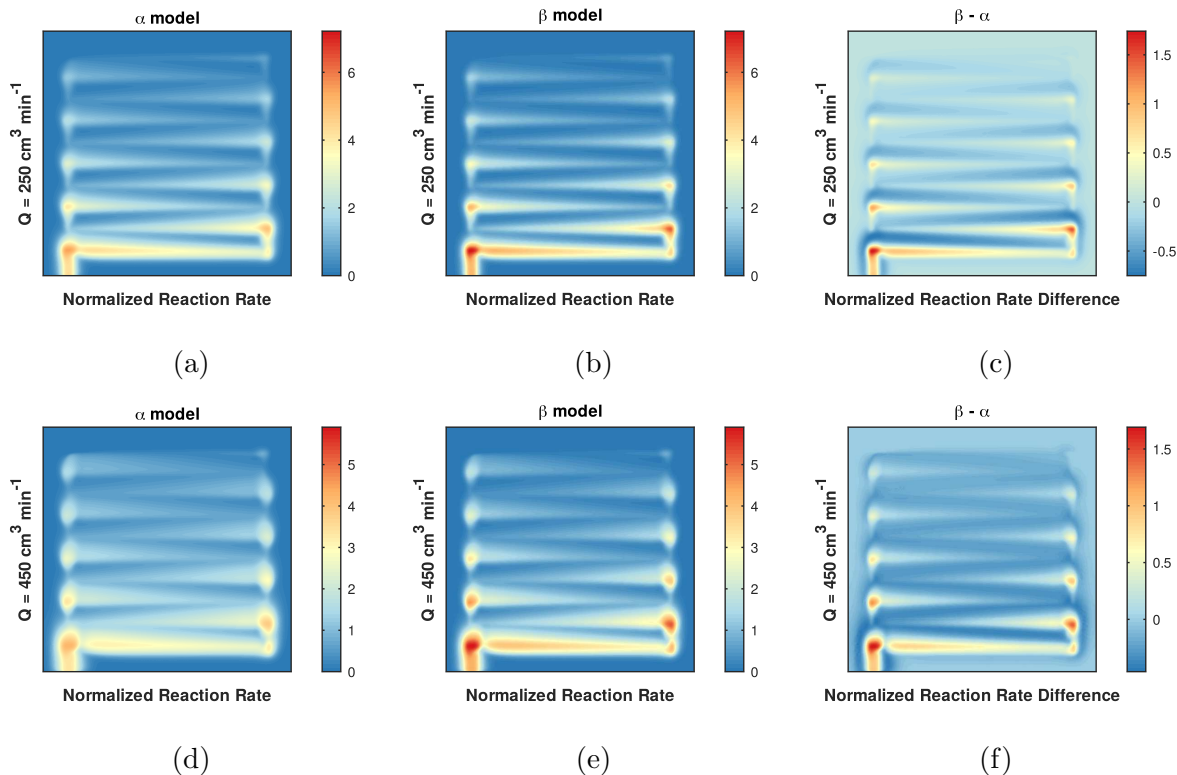 α model
β model
β - α
Q = 250 cm³ min⁻¹
6
4
2
0
Normalized Reaction Rate
Q = 250 cm³ min⁻¹
6
4
2
0
Normalized Reaction Rate
Q = 250 cm³ min⁻¹
1.5
1
0.5
0
-0.5
Normalized Reaction Rate Difference
(a)
(b)
(c)
α model
β model
β - α
Q = 450 cm³ min⁻¹
5
4
3
2
1
0
Normalized Reaction Rate
Q = 450 cm³ min⁻¹
5
4
3
2
1
0
Normalized Reaction Rate
Q = 450 cm³ min⁻¹
1.5
1
0.5
0
Normalized Reaction Rate Difference
(d)
(e)
(f)